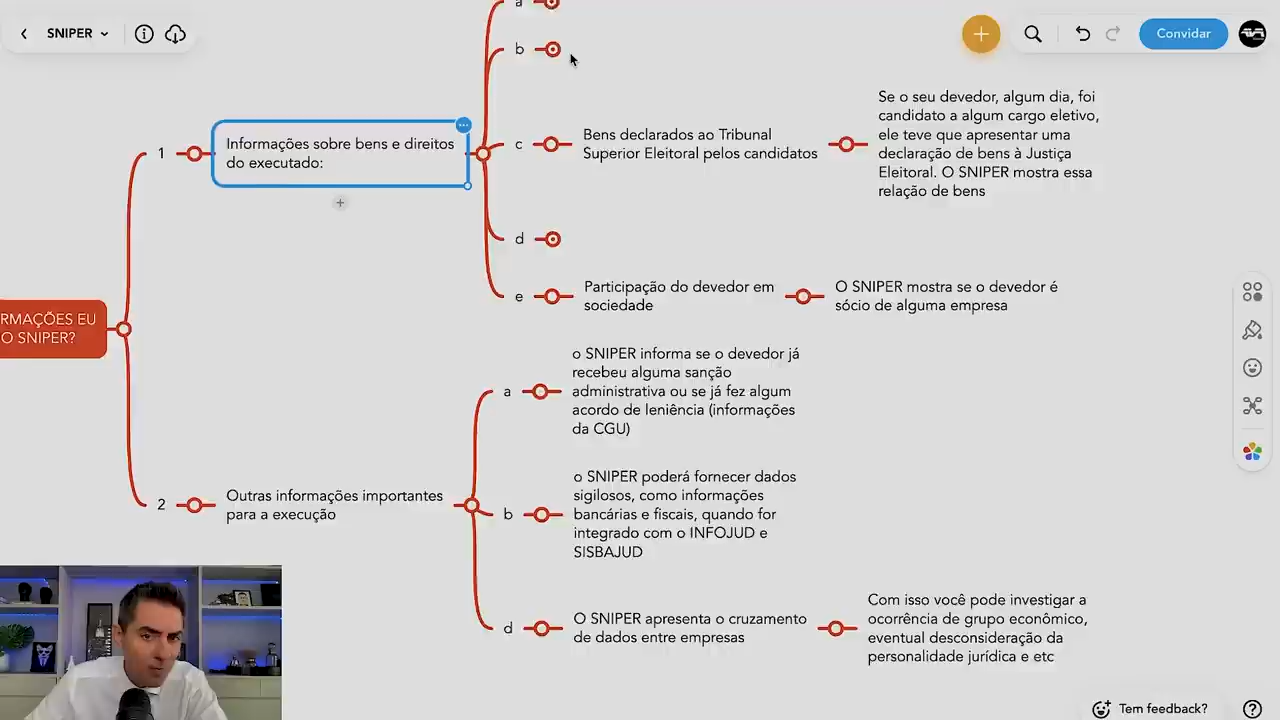 SNIPER
Convidar
a
b
Se o seu devedor, algum dia, foi
candidato a algum cargo eletivo,
ele teve que apresentar uma
declaração de bens à Justiça
Eleitoral. O SNIPER mostra essa
relação de bens
Bens declarados ao Tribunal
Superior Eleitoral pelos candidatos
c
1
Informações sobre bens e direitos
do executado:
d
e
Participação do devedor em
sociedade
O SNIPER mostra se o devedor é
sócio de alguma empresa
RMAÇÕES EU
O SNIPER?
a
o SNIPER informa se o devedor já
recebeu alguma sanção
administrativa ou se já fez algum
acordo de leniência (informações
da CGU)
2
Outras informações importantes
para a execução
b
o SNIPER poderá fornecer dados
sigilosos, como informações
bancárias e fiscais, quando for
integrado com o INFOJUD e
SISBAJUD
d
O SNIPER apresenta o cruzamento
de dados entre empresas
Com isso você pode investigar a
ocorrência de grupo econômico,
eventual desconsideração da
personalidade jurídica e etc
Tem feedback?